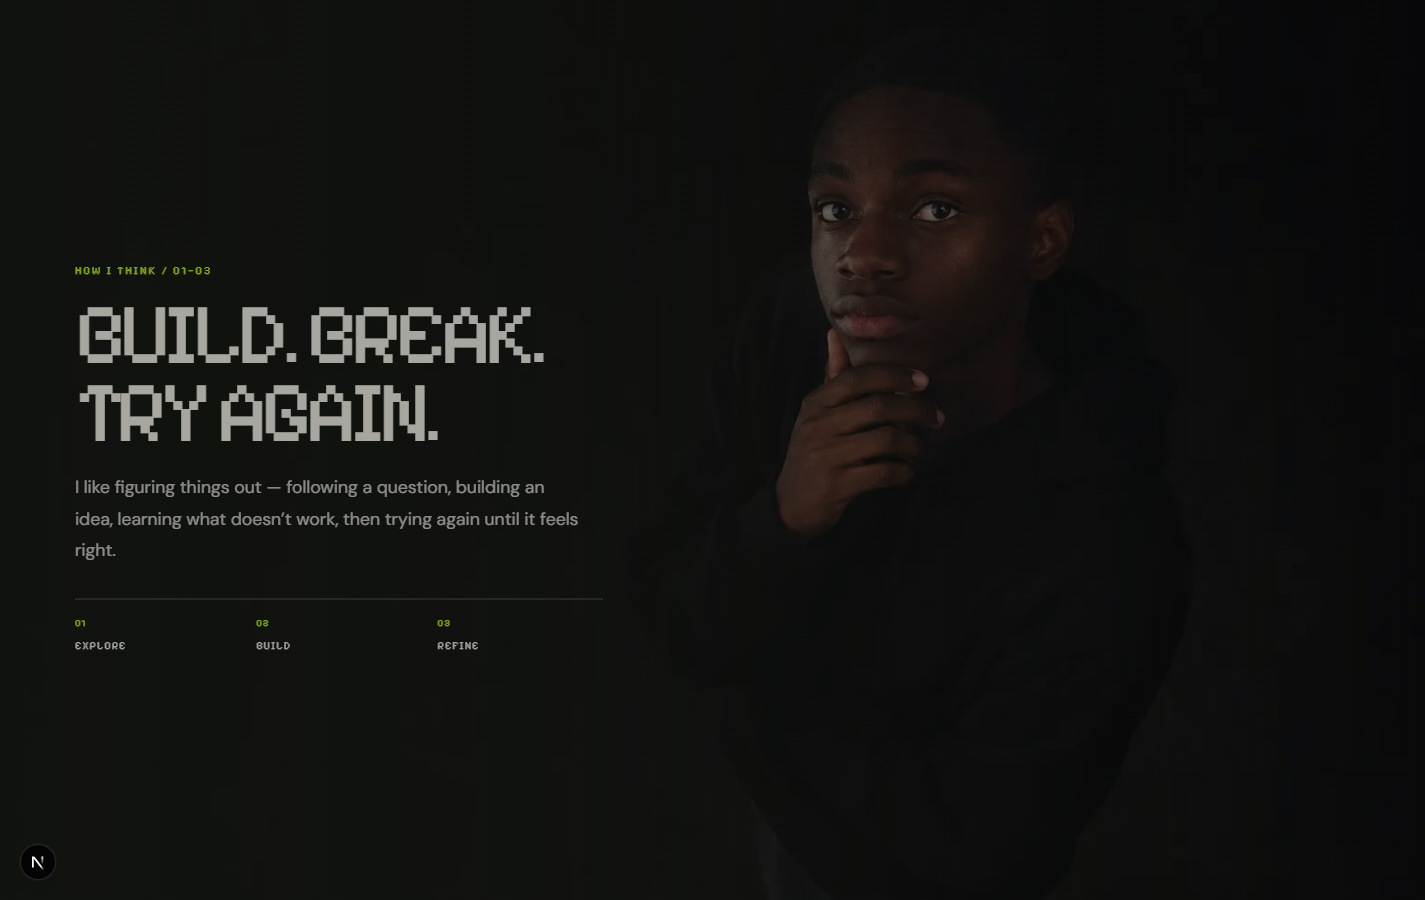 HOW I THINK / 01–03
BUILD. BREAK.
TRY AGAIN.
I like figuring things out — following a question, building an
idea, learning what doesn’t work, then trying again until it feels
right.
01 02 03
EXPLORE BUILD REFINE
N